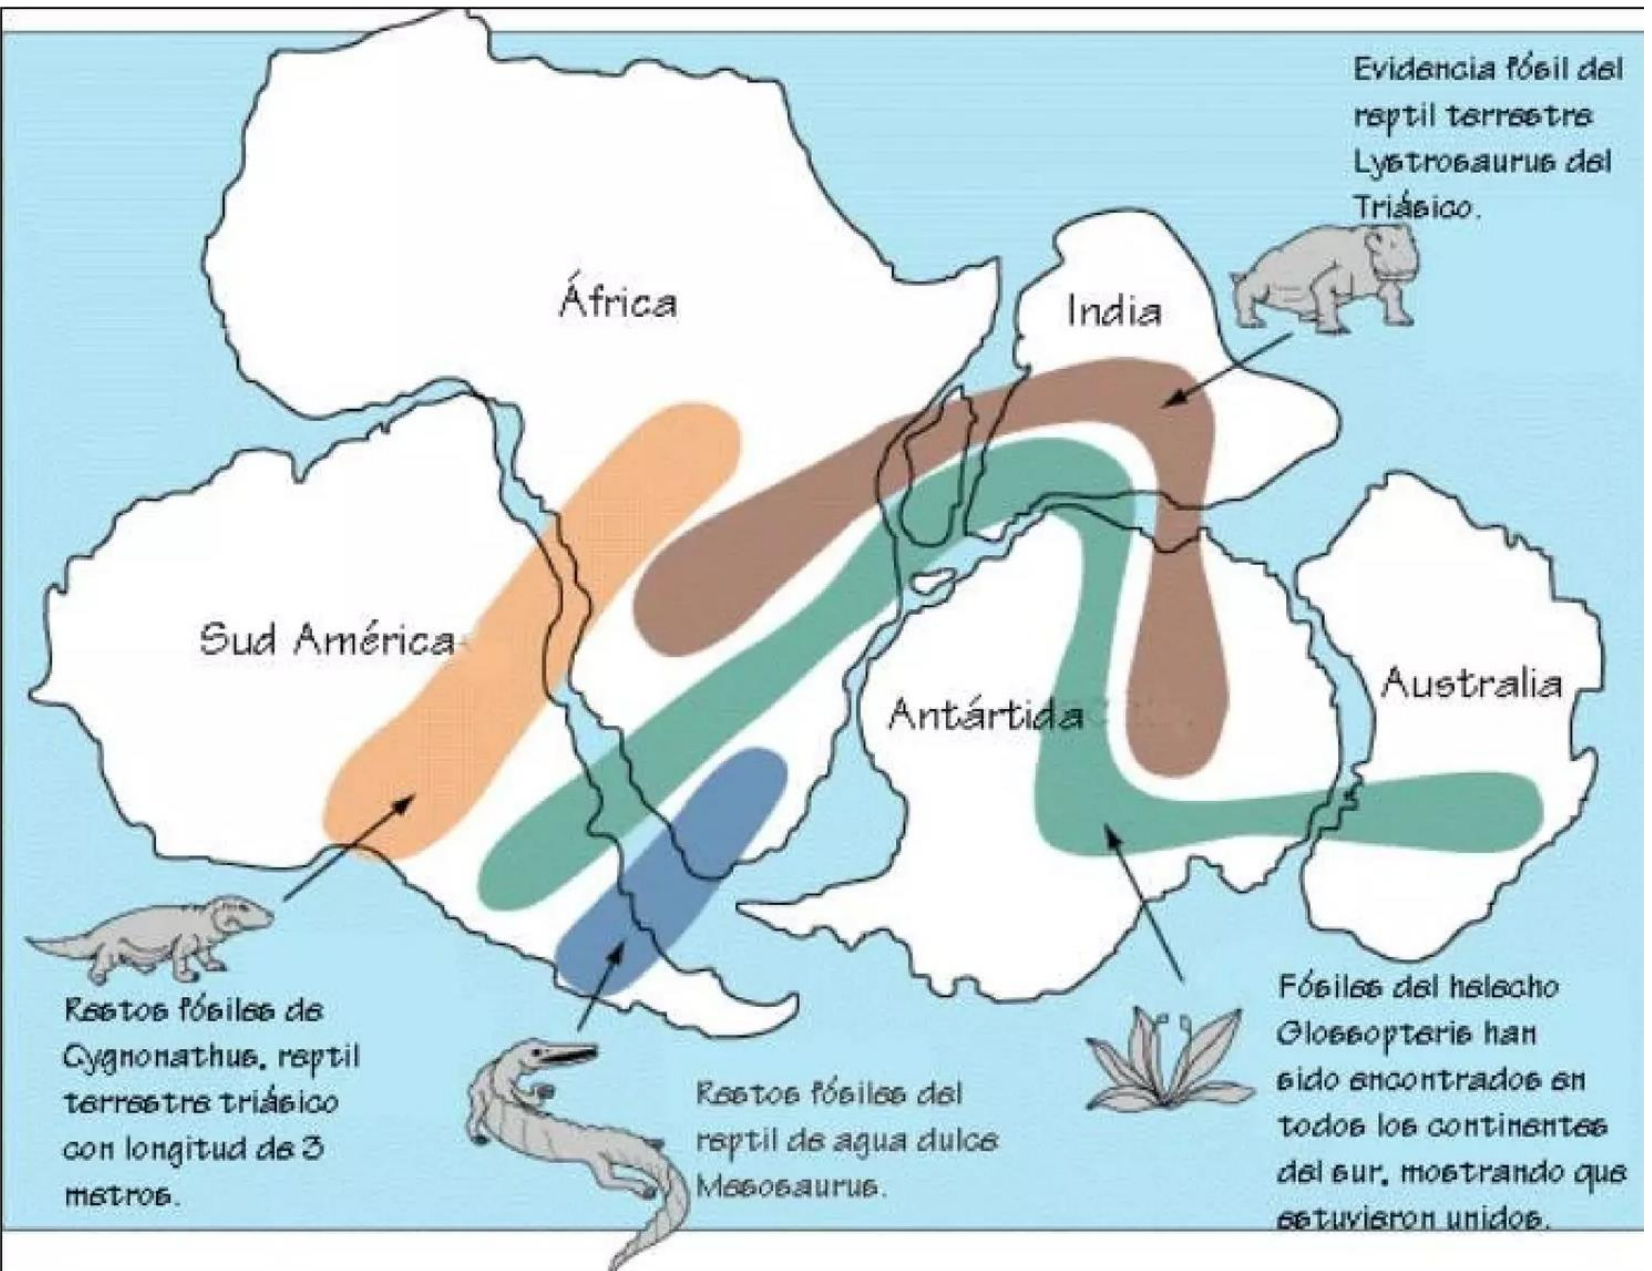 Evidencia fósil del
reptil terrestre
Lystrosaurus del
Triásico.
África
India
Sud América
Antártida
Australia
Restos fósiles de
Cygnonathus, reptil
terrestre triásico
con longitud de 3
metros.
Restos fósiles del
reptil de agua dulce
Mesosaurus.
Fósiles del helecho
Glossopteris han
sido encontrados en
todos los continentes
del sur, mostrando que
estuvieron unidos.